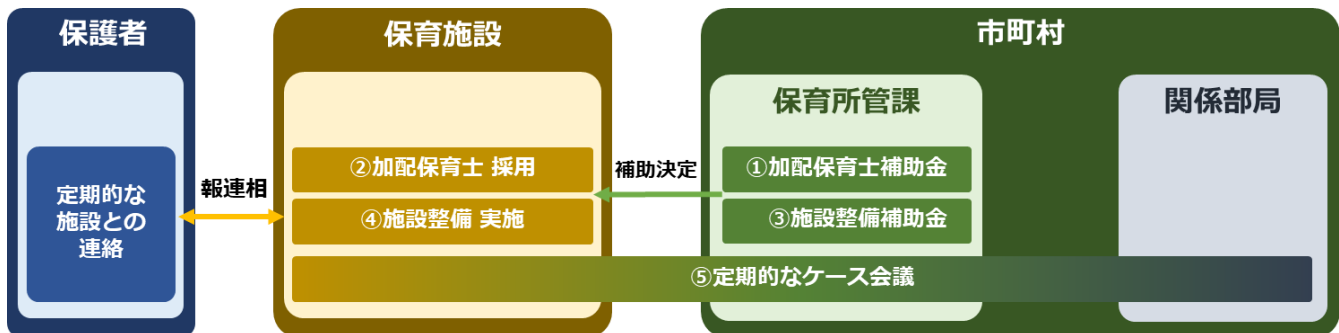 保護者
定期的な
施設との
連絡
報連相
保育施設
②加配保育士 採用
④施設整備 実施
補助決定
市町村
保育所管課
①加配保育士補助金
③施設整備補助金
関係部局
⑤定期的なケース会議